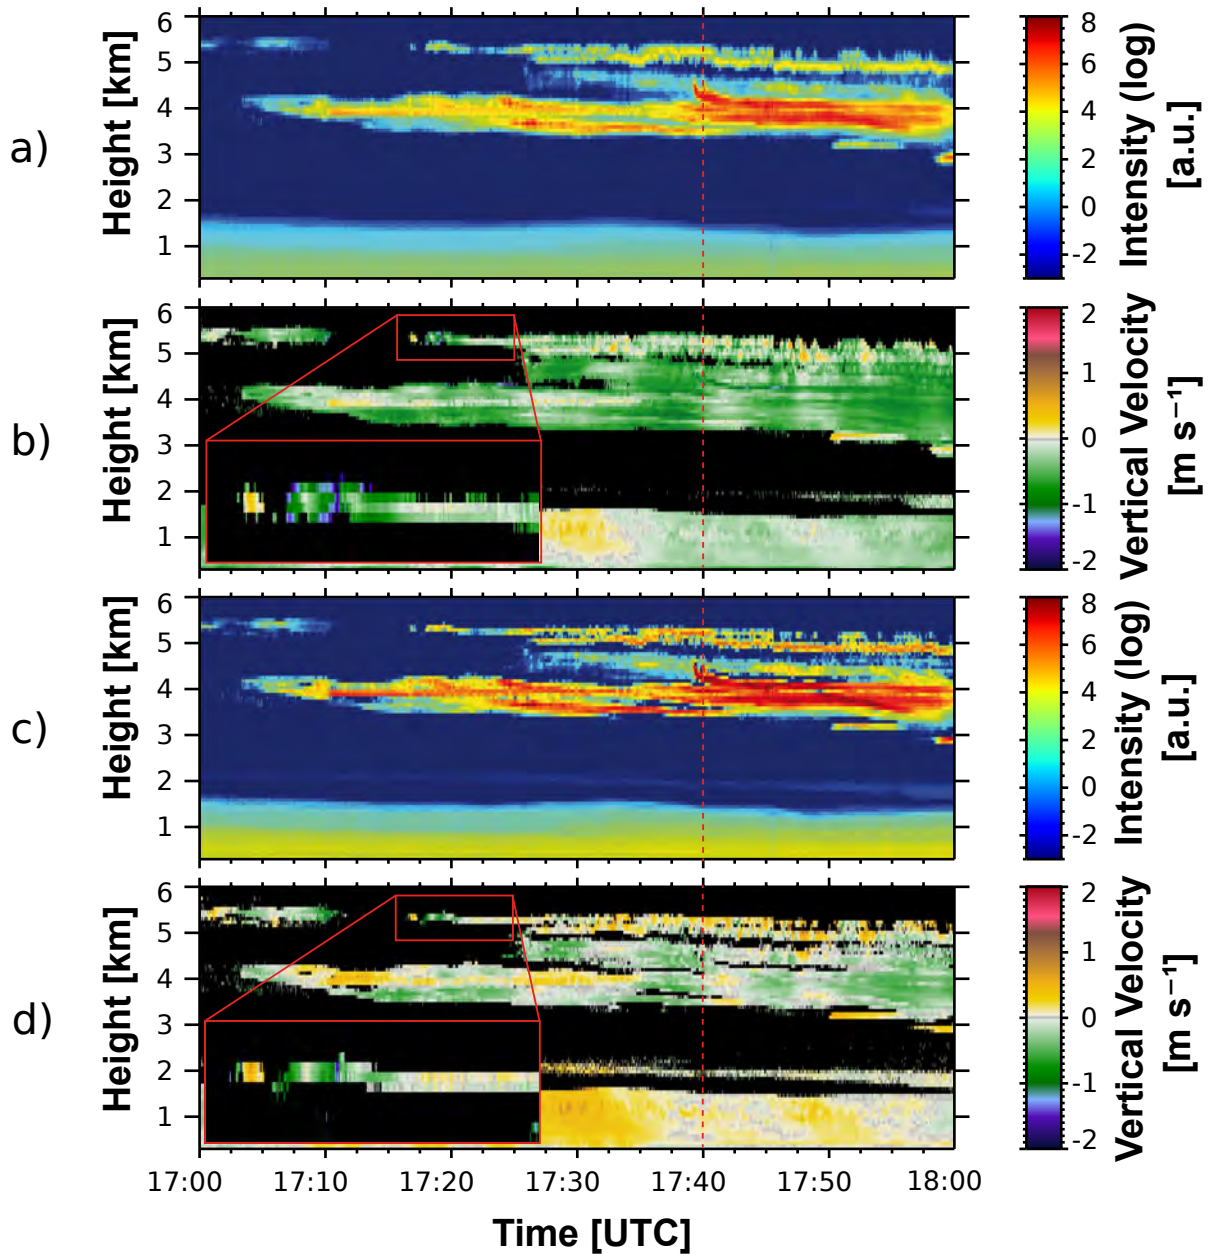 a)
Height [km]
6
5
4
3
2
1
8
6
4
2
0
-2
Intensity (log)
[a.u.]
b)
Height [km]
6
5
4
3
2
1
2
1
0
-1
-2
Vertical Velocity
[m s⁻¹]
c)
Height [km]
6
5
4
3
2
1
8
6
4
2
0
-2
Intensity (log)
[a.u.]
d)
Height [km]
6
5
4
3
2
1
2
1
0
-1
-2
Vertical Velocity
[m s⁻¹]
17:00 17:10 17:20 17:30 17:40 17:50 18:00
Time [UTC]